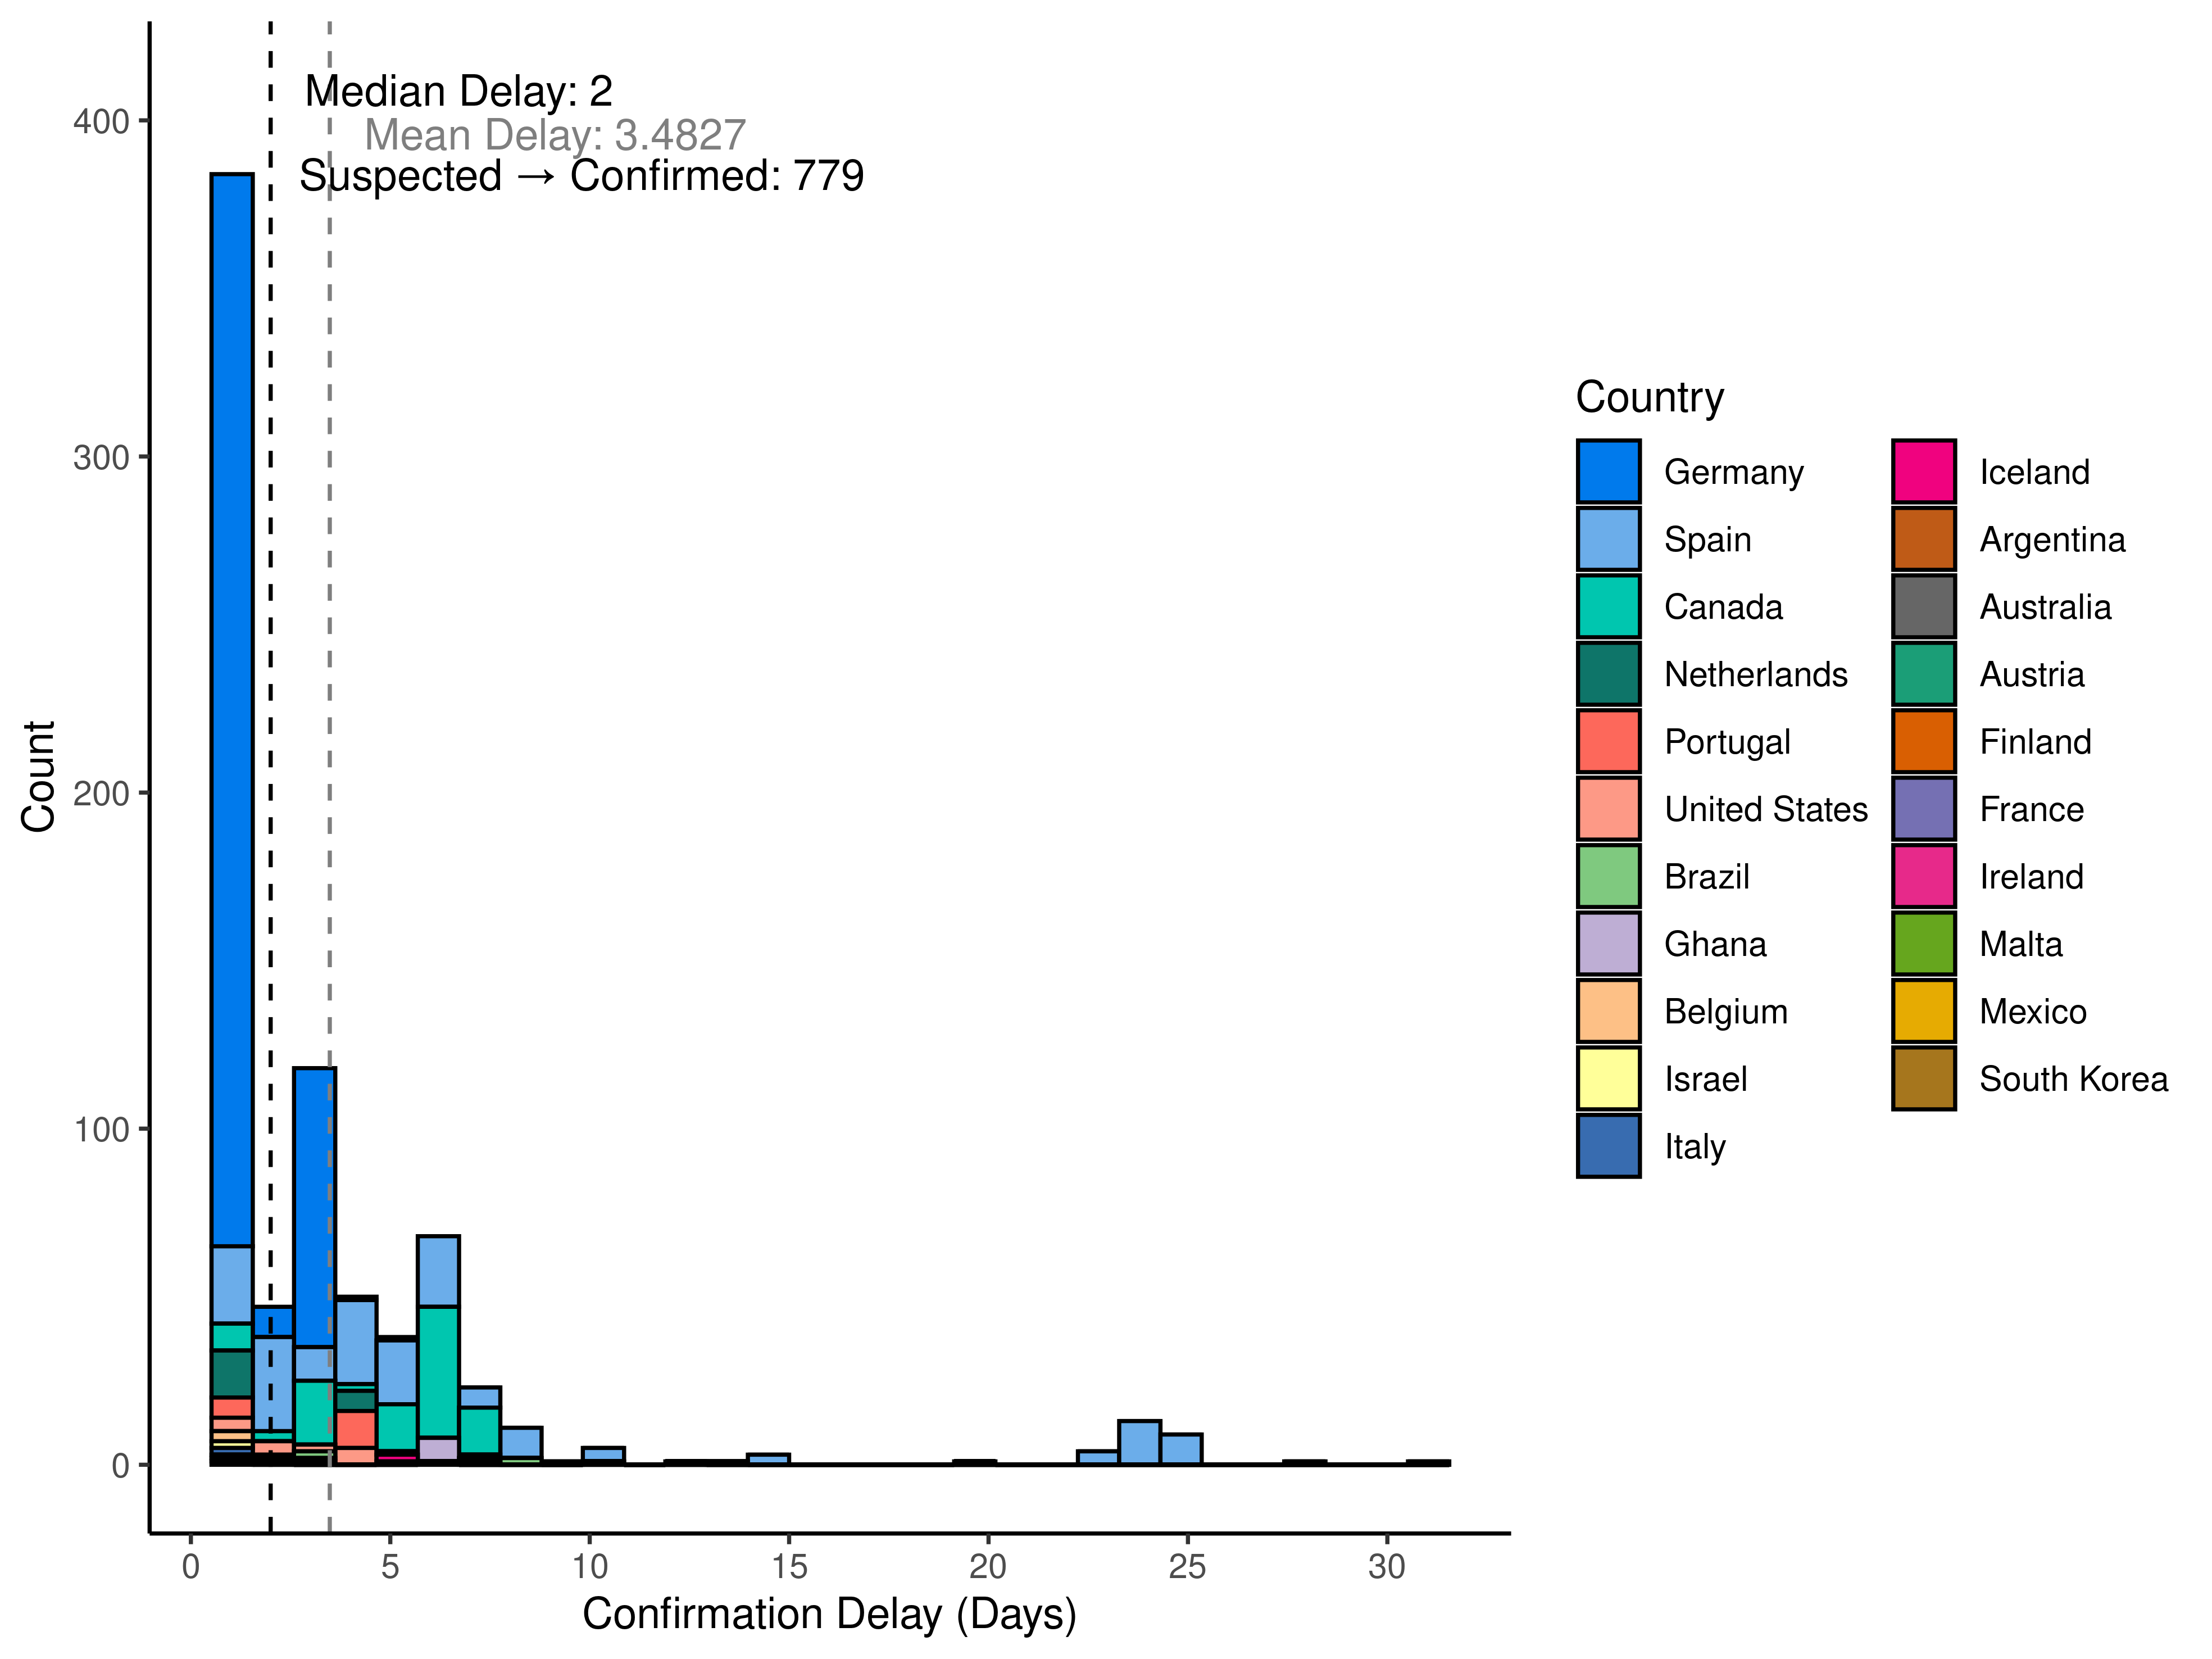 Median Delay: 2
Mean Delay: 3.4827
Suspected → Confirmed: 779
400
300
200
100
0
Count
0 5 10 15 20 25 30
Confirmation Delay (Days)
Country
Germany
Spain
Canada
Netherlands
Portugal
United States
Brazil
Ghana
Belgium
Israel
Italy
Iceland
Argentina
Australia
Austria
Finland
France
Ireland
Malta
Mexico
South Korea